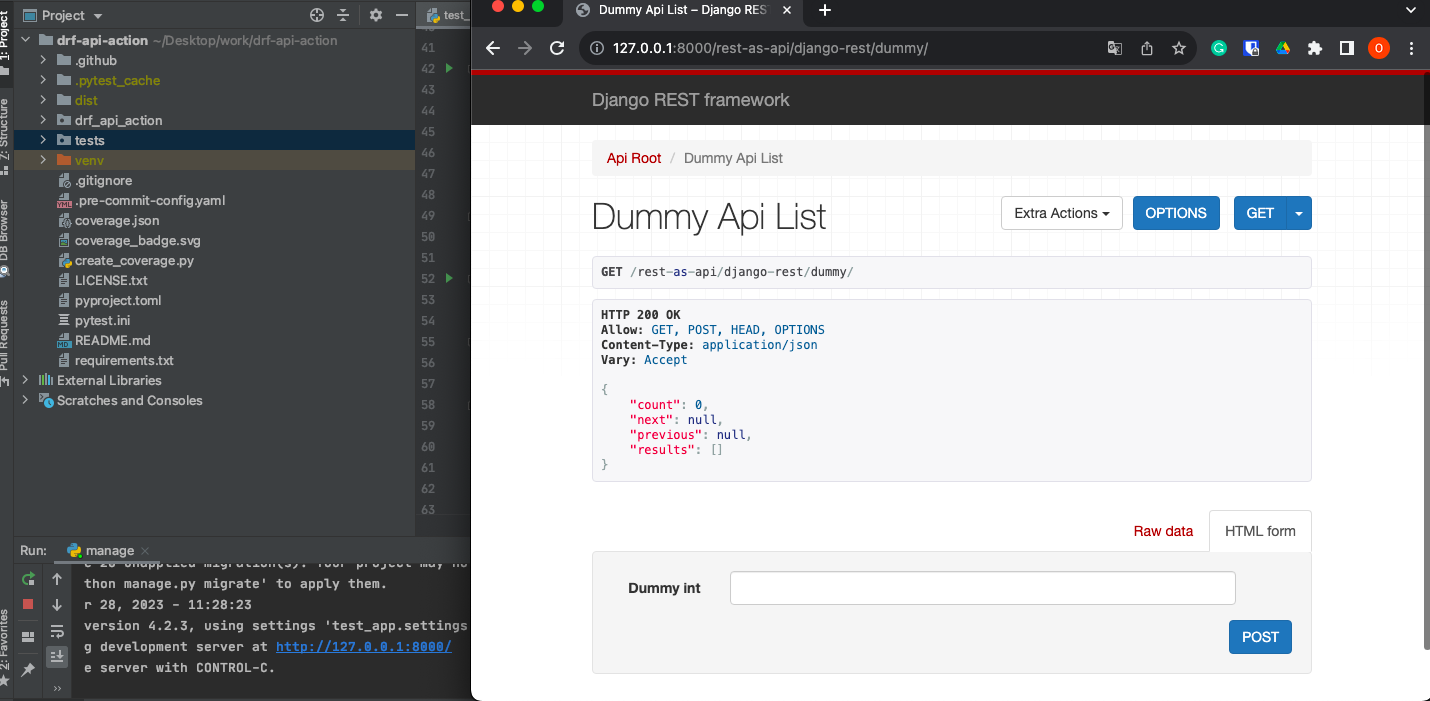 Project
test_
drf-api-action ~/Desktop/work/drf-api-action
.github
.pytest_cache
dist
drf_api_action
tests
venv
.gitignore
.pre-commit-config.yaml
coverage.json
coverage_badge.svg
create_coverage.py
LICENSE.txt
pyproject.toml
pytest.ini
README.md
requirements.txt
External Libraries
Scratches and Consoles
1: Project
Z: Structure
DB Browser
Pull Requests
2: Favorites
41
42
43
44
45
46
47
48
49
50
51
52
53
54
55
56
57
58
59
60
61
62
63
Run: manage
thon manage.py migrate' to apply them.
r 28, 2023 - 11:28:23
version 4.2.3, using settings 'test_app.settings
g development server at http://127.0.0.1:8000/
e server with CONTROL-C.
Dummy Api List – Django RES
127.0.0.1:8000/rest-as-api/django-rest/dummy/
O
Django REST framework
Api Root / Dummy Api List
Dummy Api List
Extra Actions
OPTIONS
GET
GET /rest-as-api/django-rest/dummy/
HTTP 200 OK
Allow: GET, POST, HEAD, OPTIONS
Content-Type: application/json
Vary: Accept
{
"count": 0,
"next": null,
"previous": null,
"results": []
}
Raw data
HTML form
Dummy int
POST